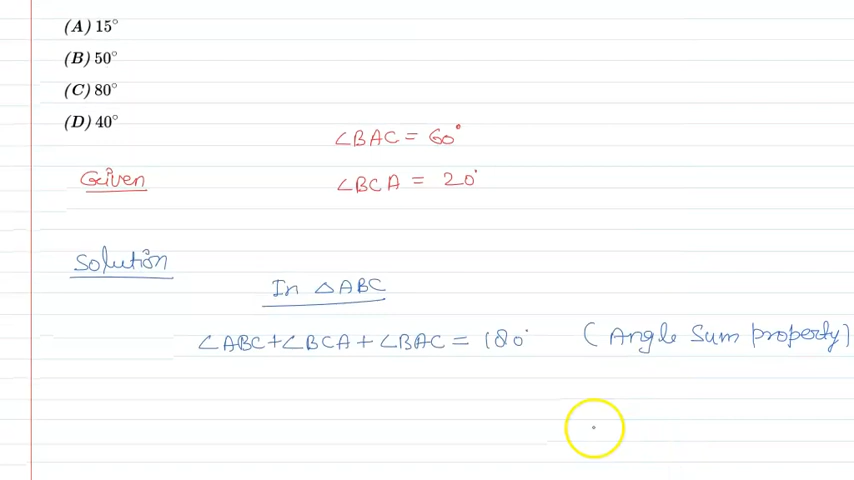 (A) 15°
(B) 50°
(C) 80°
(D) 40°
∠BAC = 60°
Given ∠BCA = 20°
Solution
In △ABC
∠ABC+∠BCA+∠BAC = 180° (Angle Sum property)